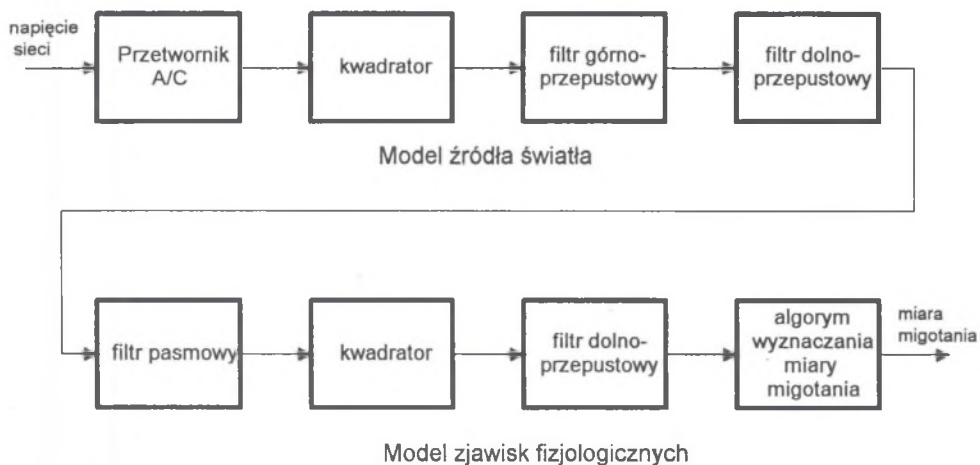 napięcie
sieci
Przetwornik
A/C
kwadrator
filtr górno-
przepustowy
filtr dolno-
przepustowy
Model źródła światła
filtr pasmowy
kwadrator
filtr dolno-
przepustowy
algorym
wyznaczania
miary
migotania
miara
migotania
Model zjawisk fizjologicznych